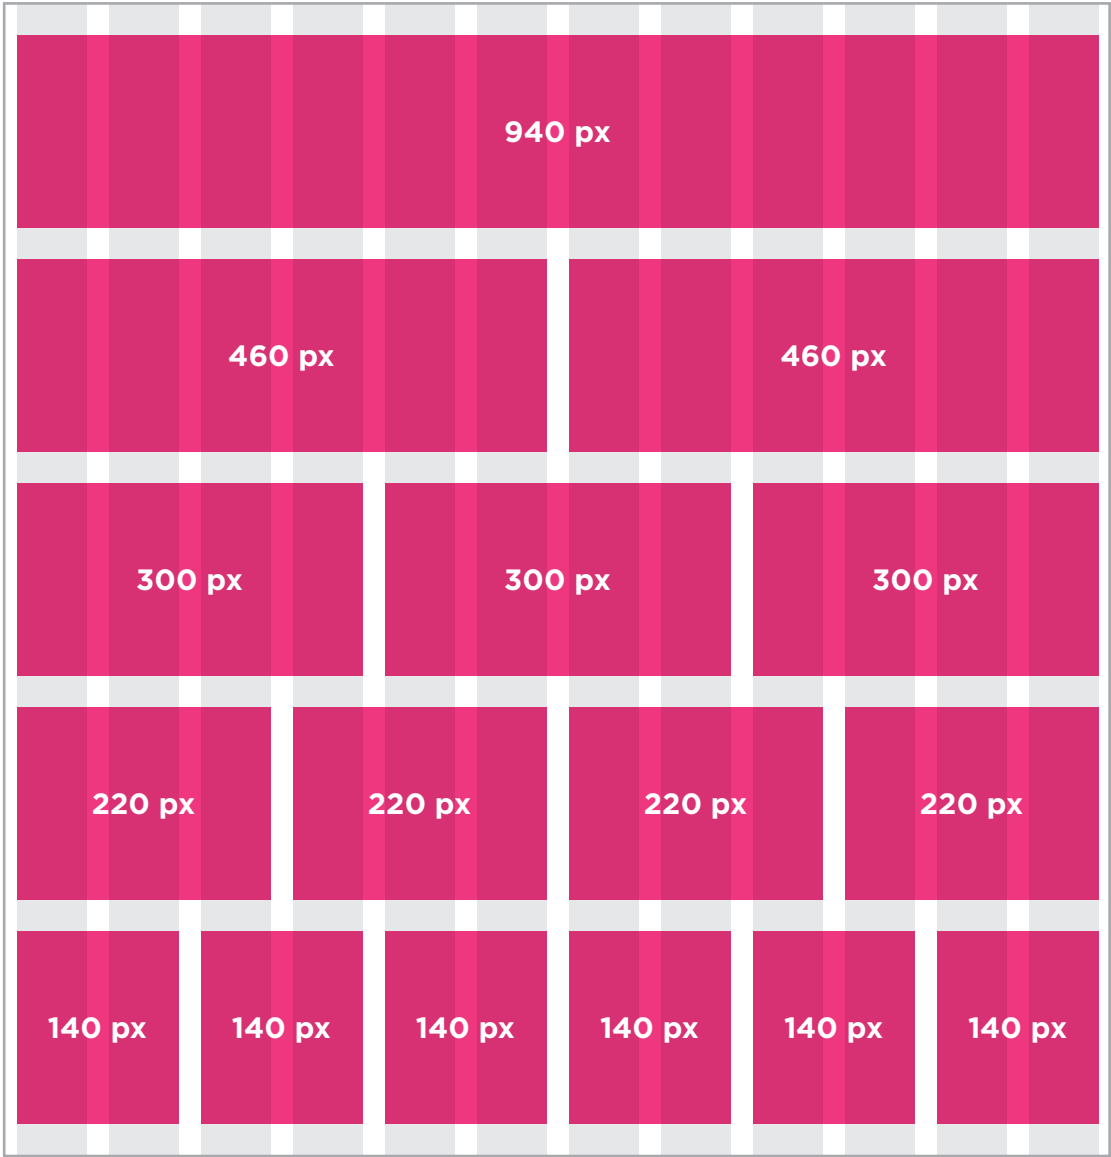 940 px
460 px 460 px
300 px 300 px 300 px
220 px 220 px 220 px 220 px
140 px 140 px 140 px 140 px 140 px 140 px